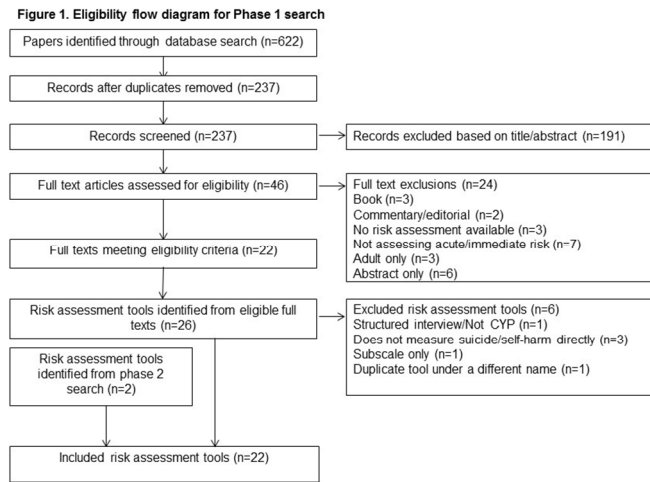 Figure 1. Eligibility flow diagram for Phase 1 search
Papers identified through database search (n=622)
Records after duplicates removed (n=237)
Records screened (n=237)
Records excluded based on title/abstract (n=191)
Full text articles assessed for eligibility (n=46)
Full text exclusions (n=24)
Book (n=3)
Commentary/editorial (n=2)
No risk assessment available (n=3)
Not assessing acute/immediate risk (n=7)
Adult only (n=3)
Abstract only (n=6)
Full texts meeting eligibility criteria (n=22)
Risk assessment tools identified from eligible full
texts (n=26)
Excluded risk assessment tools (n=6)
Structured interview/Not CYP (n=1)
Does not measure suicide/self-harm directly (n=3)
Subscale only (n=1)
Duplicate tool under a different name (n=1)
Risk assessment tools
identified from phase 2
search (n=2)
Included risk assessment tools (n=22)